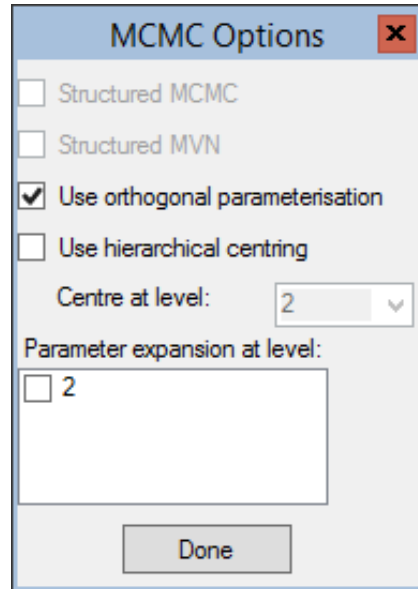 MCMC Options
Structured MCMC
Structured MVN
Use orthogonal parameterisation
Use hierarchical centring
Centre at level: 2
Parameter expansion at level:
2
Done